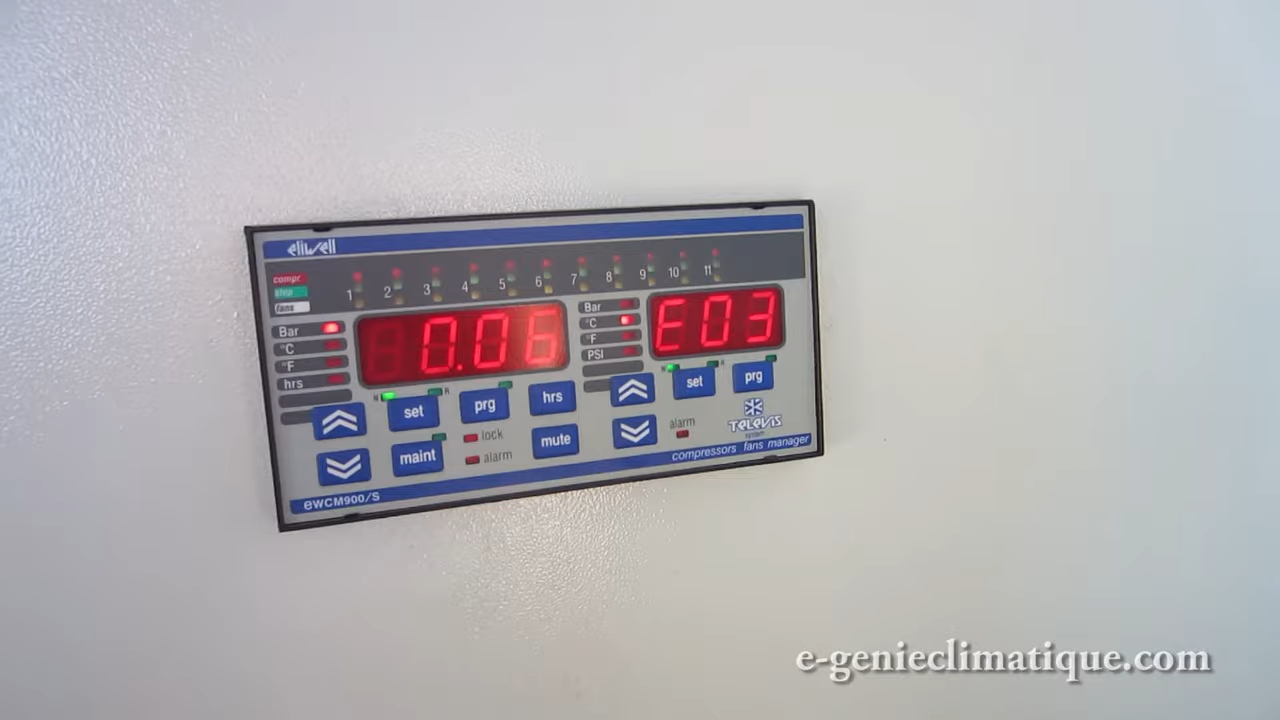 eliwell
compr
step
fans
1 2 3 4 5 6 7 8 9 10 11
Bar
°C
°F
hrs
0.06
Bar
°C
°F
PSI
E03
N
R
set
prg
hrs
N
R
set
prg
maint
lock
alarm
mute
alarm
TELEVIS
system
compressors fans manager
eWCM900/S
e-genieclimatique.com